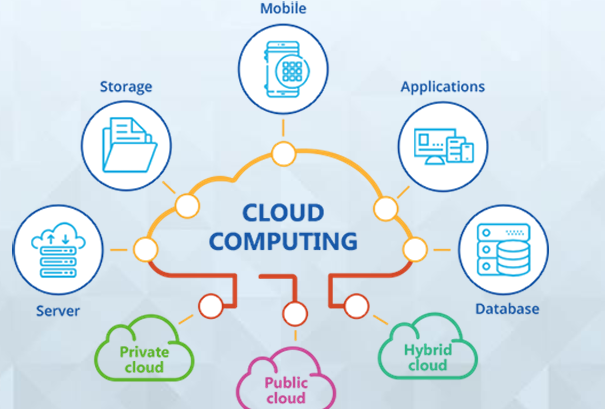 Mobile
Storage
Applications
CLOUD
COMPUTING
Server
Database
Private
cloud
Public
cloud
Hybrid
cloud